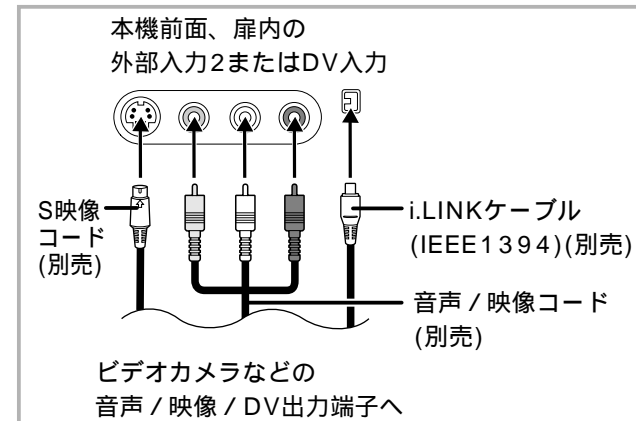 本機前面、扉内の
外部入力2またはDV入力
S映像
コード
(別売)
i.LINKケーブル
(IEEE1394)(別売)
音声／映像コード
(別売)
ビデオカメラなどの
音声／映像／DV出力端子へ